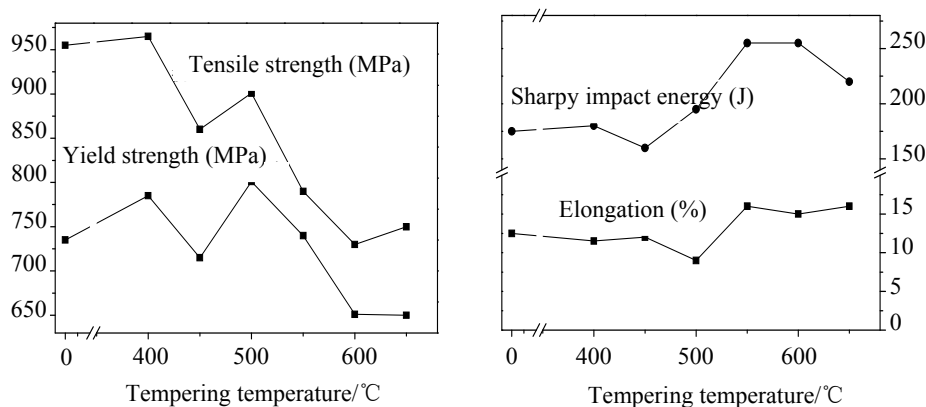 950
900
850
800
750
700
650
Tensile strength (MPa)
Yield strength (MPa)
0 400 500 600
Tempering temperature/℃
250
200
175
150
Sharpy impact energy (J)
Elongation (%)
15
10
5
0
0 400 500 600
Tempering temperature/℃